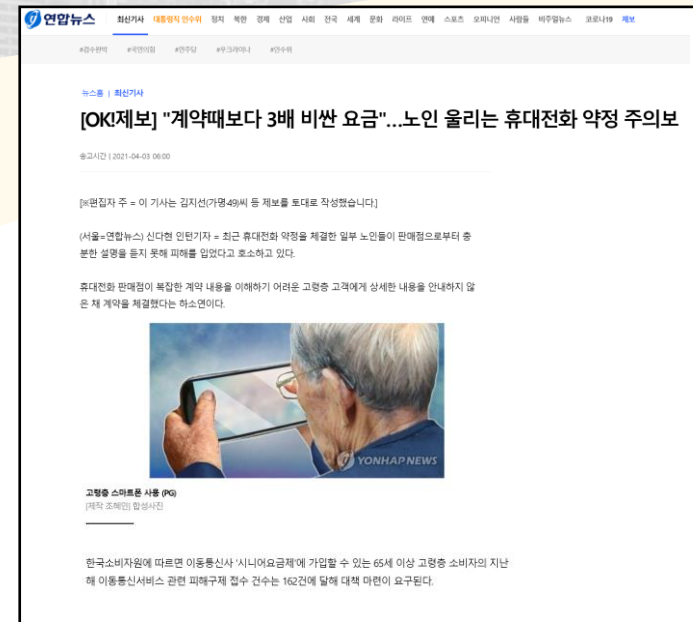 연합뉴스 최신기사 대통령직 인수위 정치 북한 경제 산업 사회 전국 세계 문화 라이프 연예 스포츠 오피니언 사람들 비주얼뉴스 코로나19 제보
#검수완박 #국민의힘 #민주당 #우크라이나 #인수위
뉴스홈 | 최신기사
[OK!제보] "계약때보다 3배 비싼 요금"...노인 울리는 휴대전화 약정 주의보
송고시간 | 2021-04-03 06:00
[※편집자 주 = 이 기사는 김지선(가명·49)씨 등 제보를 토대로 작성했습니다]
(서울=연합뉴스) 신다현 인턴기자 = 최근 휴대전화 약정을 체결한 일부 노인들이 판매점으로부터 충
분한 설명을 듣지 못해 피해를 입었다고 호소하고 있다.
휴대전화 판매점이 복잡한 계약 내용을 이해하기 어려운 고령층 고객에게 상세한 내용을 안내하지 않
은 채 계약을 체결했다는 하소연이다.
YONHAP NEWS
고령층 스마트폰 사용 (PG)
[제작 조혜인] 합성사진
한국소비자원에 따르면 이동통신사 '시니어요금제'에 가입할 수 있는 65세 이상 고령층 소비자의 지난
해 이동통신서비스 관련 피해구제 접수 건수는 162건에 달해 대책 마련이 요구된다.